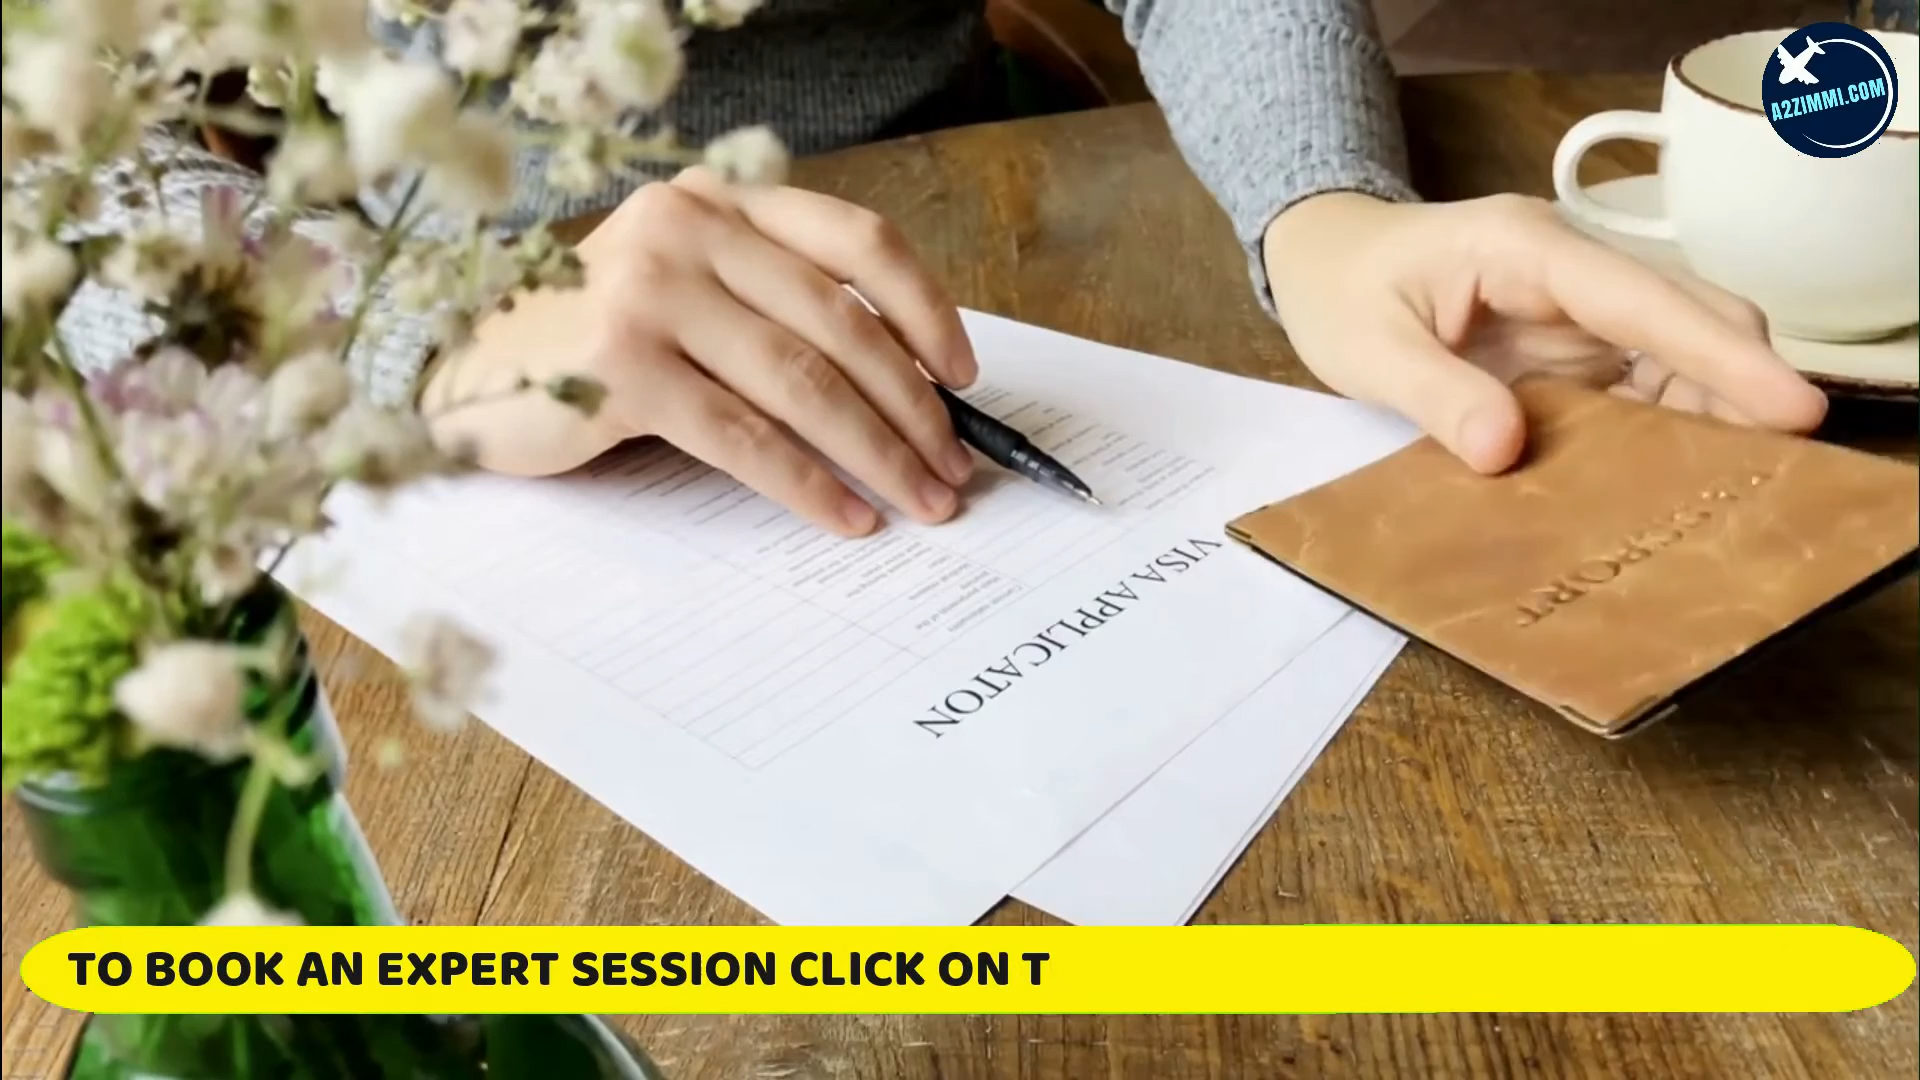 A2ZIMMI.COM
VISA APPLICATION
PASSPORT
TO BOOK AN EXPERT SESSION CLICK ON T